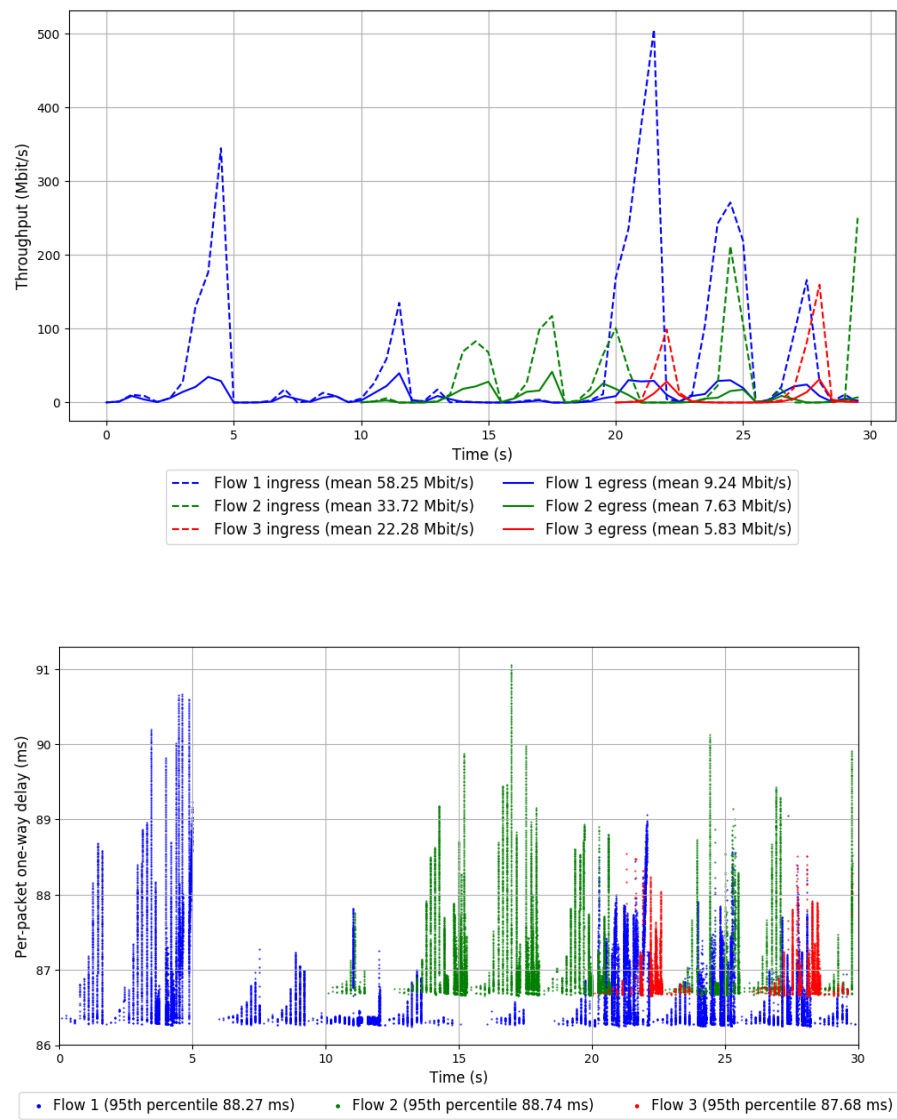 500
400
300
200
100
0
Throughput (Mbit/s)
0 5 10 15 20 25 30
Time (s)
Flow 1 ingress (mean 58.25 Mbit/s) Flow 1 egress (mean 9.24 Mbit/s)
Flow 2 ingress (mean 33.72 Mbit/s) Flow 2 egress (mean 7.63 Mbit/s)
Flow 3 ingress (mean 22.28 Mbit/s) Flow 3 egress (mean 5.83 Mbit/s)
91
90
89
88
87
86
Per-packet one-way delay (ms)
0 5 10 15 20 25 30
Time (s)
Flow 1 (95th percentile 88.27 ms) Flow 2 (95th percentile 88.74 ms) Flow 3 (95th percentile 87.68 ms)